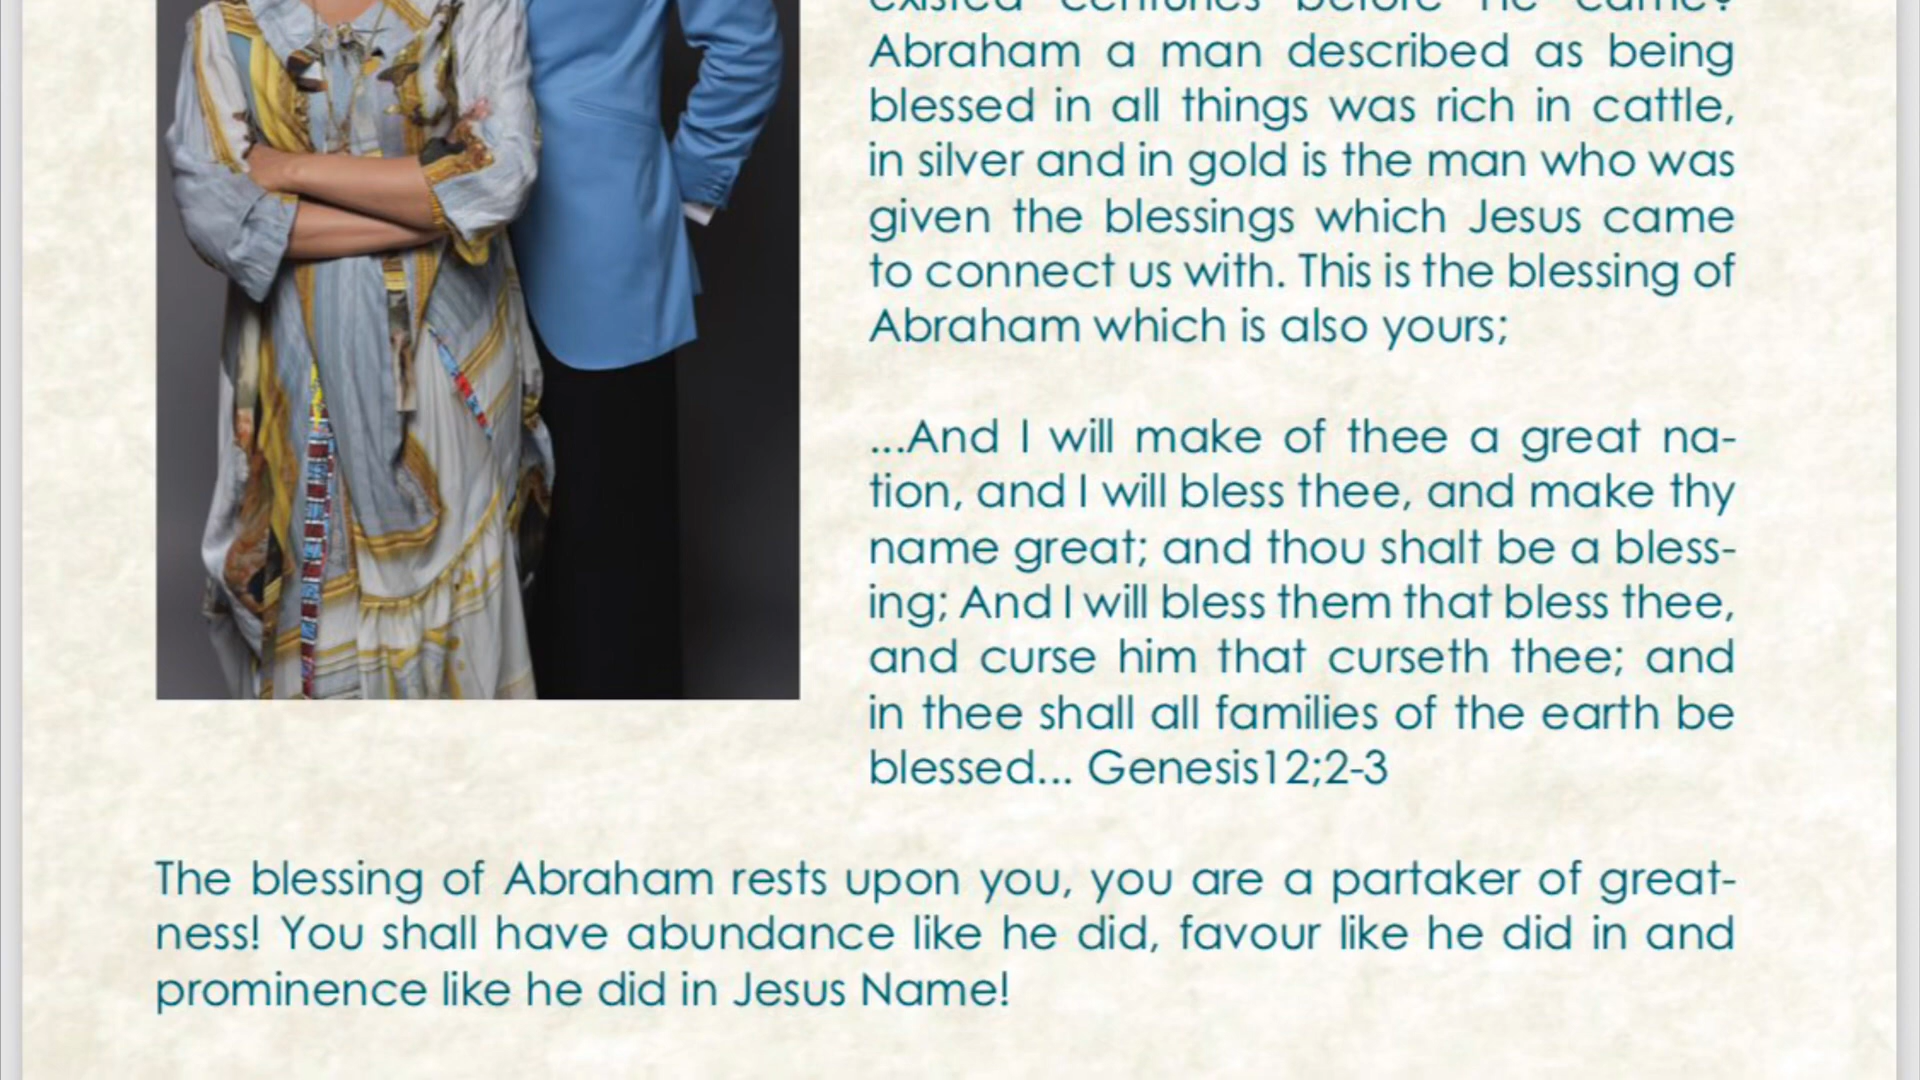 existed centuries before He came?
Abraham a man described as being
blessed in all things was rich in cattle,
in silver and in gold is the man who was
given the blessings which Jesus came
to connect us with. This is the blessing of
Abraham which is also yours;
...And I will make of thee a great na-
tion, and I will bless thee, and make thy
name great; and thou shalt be a bless-
ing; And I will bless them that bless thee,
and curse him that curseth thee; and
in thee shall all families of the earth be
blessed... Genesis12;2-3
The blessing of Abraham rests upon you, you are a partaker of great-
ness! You shall have abundance like he did, favour like he did in and
prominence like he did in Jesus Name!